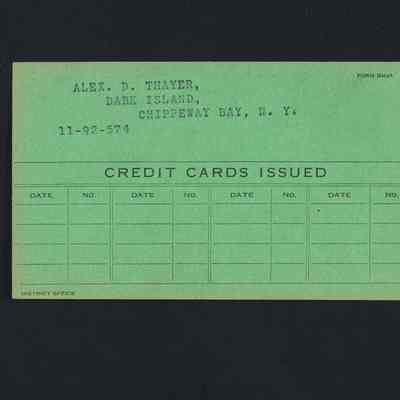 ALEX. D. THAYER,
DARK ISLAND,
CHIPPEWAY BAY, N. Y.
11-92-574
CREDIT CARDS ISSUED
DATE NO. DATE NO. DATE NO. DATE NO.
DISTRICT OFFICE